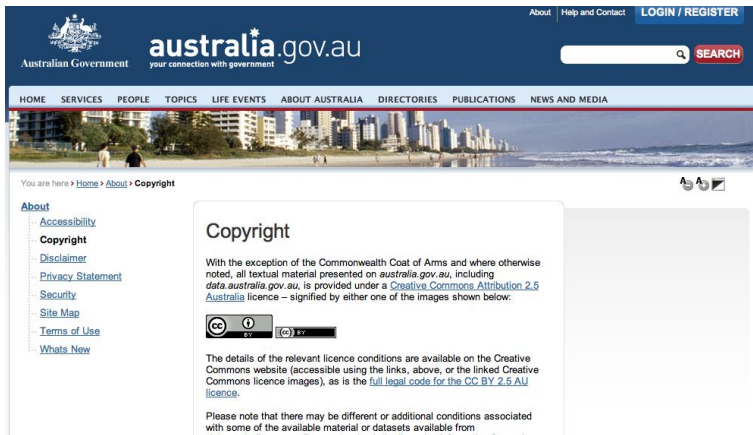 About Help and Contact LOGIN / REGISTER
Australian Government
australia.gov.au
your connection with government
SEARCH
HOME SERVICES PEOPLE TOPICS LIFE EVENTS ABOUT AUSTRALIA DIRECTORIES PUBLICATIONS NEWS AND MEDIA
You are here > Home > About > Copyright
A A
About
Accessibility
Copyright
Disclaimer
Privacy Statement
Security
Site Map
Terms of Use
Whats New
Copyright
With the exception of the Commonwealth Coat of Arms and where otherwise
noted, all textual material presented on australia.gov.au, including
data.australia.gov.au, is provided under a Creative Commons Attribution 2.5
Australia licence – signified by either one of the images shown below:
cc BY (cc) BY
The details of the relevant licence conditions are available on the Creative
Commons website (accessible using the links, above, or the linked Creative
Commons licence images), as is the full legal code for the CC BY 2.5 AU
licence.
Please note that there may be different or additional conditions associated
with some of the available material or datasets available from